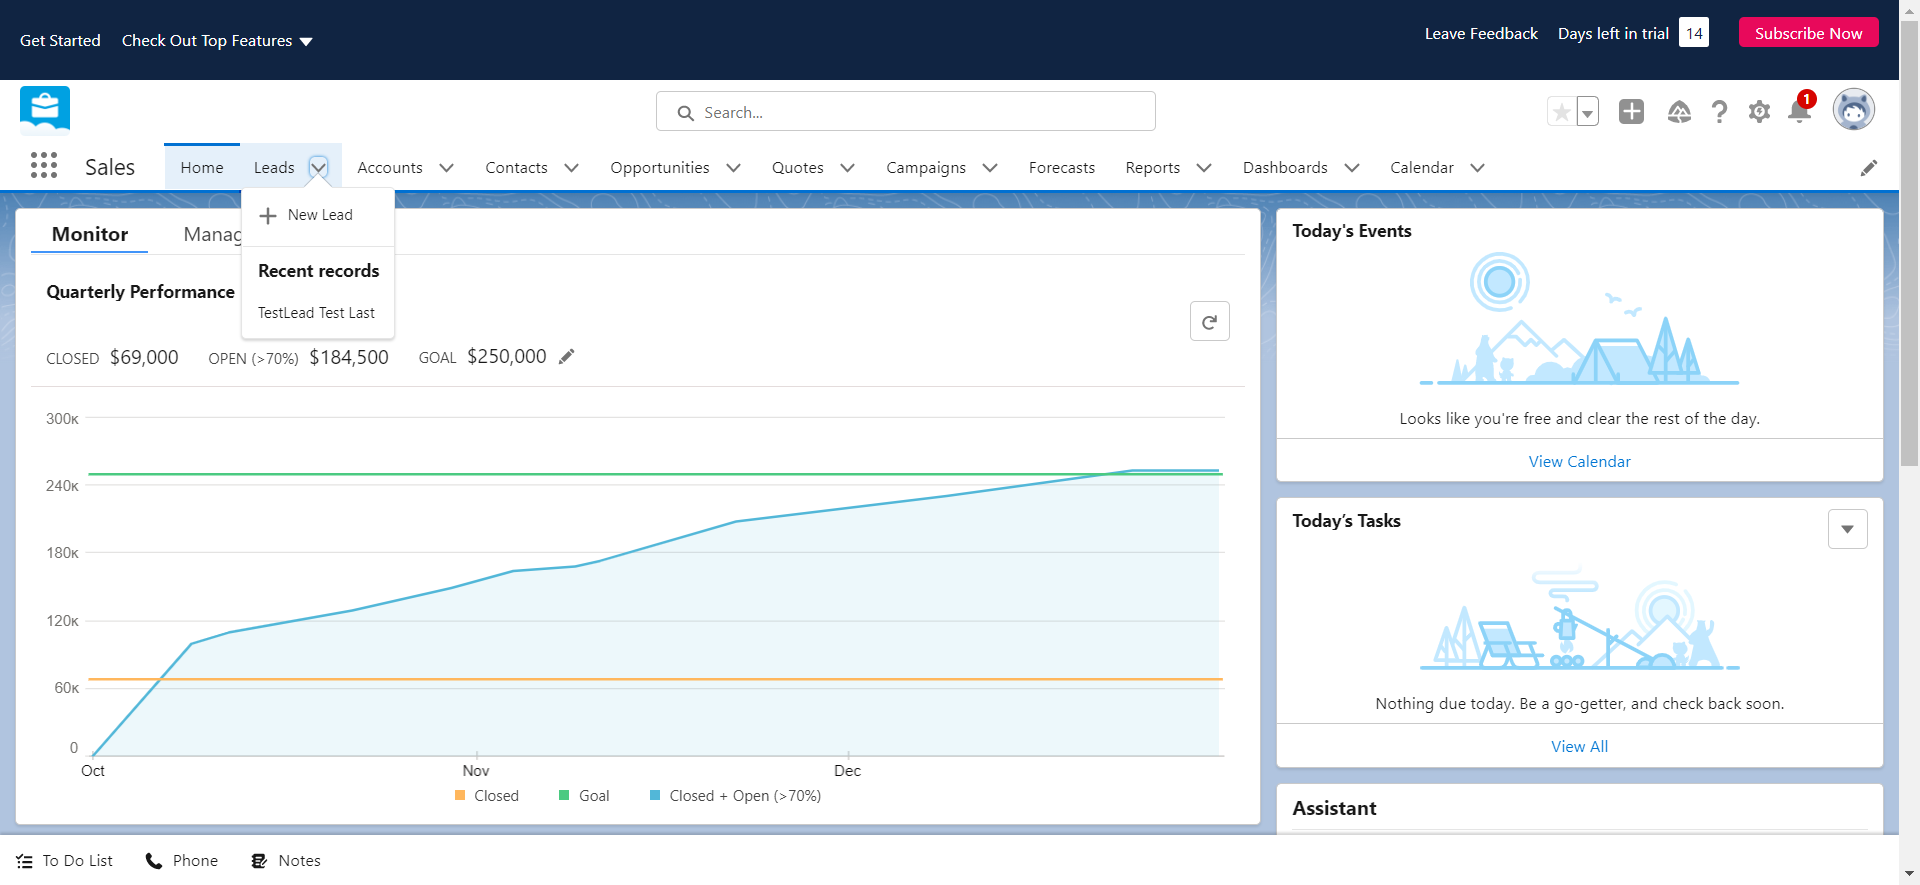 Get Started
Check Out Top Features
Leave Feedback
Days left in trial
14
Subscribe Now
Search...
1
Sales
Home
Leads
Accounts
Contacts
Opportunities
Quotes
Campaigns
Forecasts
Reports
Dashboards
Calendar
New Lead
Recent records
TestLead Test Last
Monitor
Manag
Quarterly Performance
CLOSED $69,000
OPEN (>70%) $184,500
GOAL $250,000
300K
240K
180K
120K
60K
0
Oct
Nov
Dec
Closed
Goal
Closed + Open (>70%)
Today's Events
Looks like you're free and clear the rest of the day.
View Calendar
Today’s Tasks
Nothing due today. Be a go-getter, and check back soon.
View All
Assistant
To Do List
Phone
Notes